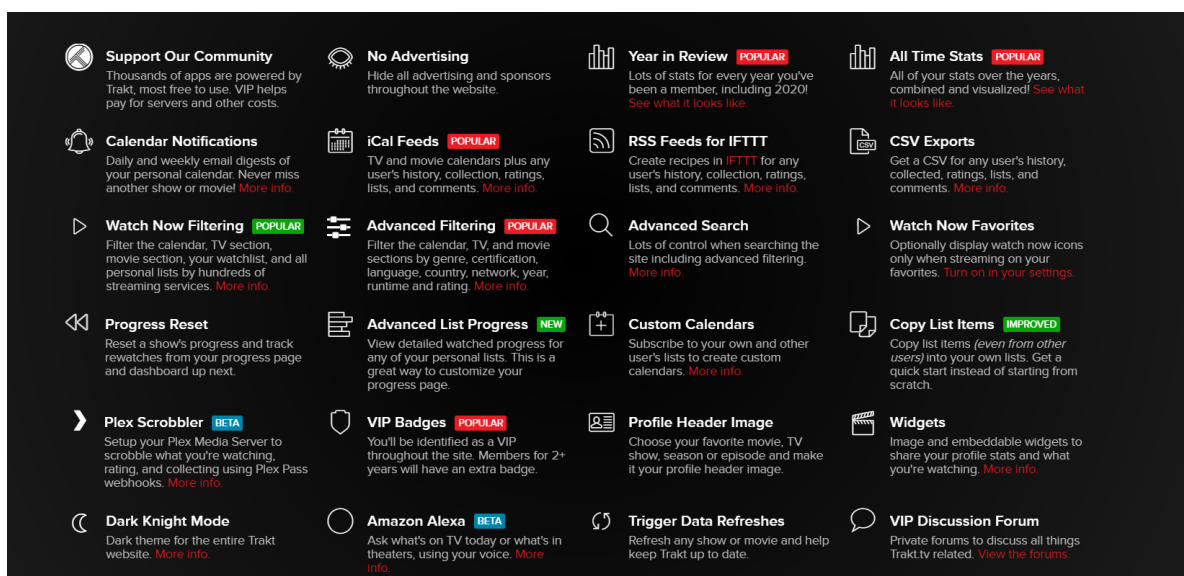 Support Our Community
Thousands of apps are powered by
Trakt, most free to use. VIP helps
pay for servers and other costs.
No Advertising
Hide all advertising and sponsors
throughout the website.
Year in Review POPULAR
Lots of stats for every year you've
been a member, including 2020!
See what it looks like.
All Time Stats POPULAR
All of your stats over the years,
combined and visualized! See what
it looks like.
Calendar Notifications
Daily and weekly email digests of
your personal calendar. Never miss
another show or movie! More info.
iCal Feeds POPULAR
TV and movie calendars plus any
user's history, collection, ratings,
lists, and comments. More info.
RSS Feeds for IFTTT
Create recipes in IFTTT for any
user's history, collection, ratings,
lists, and comments. More info.
CSV
CSV Exports
Get a CSV for any user's history,
collected, ratings, lists, and
comments. More info.
Watch Now Filtering POPULAR
Filter the calendar, TV section,
movie section, your watchlist, and all
personal lists by hundreds of
streaming services. More info.
Advanced Filtering POPULAR
Filter the calendar, TV, and movie
sections by genre, certification,
language, country, network, year,
runtime and rating. More info.
Advanced Search
Lots of control when searching the
site including advanced filtering.
More info.
Watch Now Favorites
Optionally display watch now icons
only when streaming on your
favorites. Turn on in your settings.
Progress Reset
Reset a show's progress and track
rewatches from your progress page
and dashboard up next.
Advanced List Progress NEW
View detailed watched progress for
any of your personal lists. This is a
great way to customize your
progress page.
Custom Calendars
Subscribe to your own and other
user's lists to create custom
calendars. More info.
Copy List Items IMPROVED
Copy list items (even from other
users) into your own lists. Get a
quick start instead of starting from
scratch.
Plex Scrobbler BETA
Setup your Plex Media Server to
scrobble what you're watching,
rating, and collecting using Plex Pass
webhooks. More info.
VIP Badges POPULAR
You'll be identified as a VIP
throughout the site. Members for 2+
years will have an extra badge.
Profile Header Image
Choose your favorite movie, TV
show, season or episode and make
it your profile header image.
Widgets
Image and embeddable widgets to
share your profile stats and what
you're watching. More info.
Dark Knight Mode
Dark theme for the entire Trakt
website. More info.
Amazon Alexa BETA
Ask what's on TV today or what's in
theaters, using your voice. More
info.
Trigger Data Refreshes
Refresh any show or movie and help
keep Trakt up to date.
VIP Discussion Forum
Private forums to discuss all things
Trakt.tv related. View the forums.